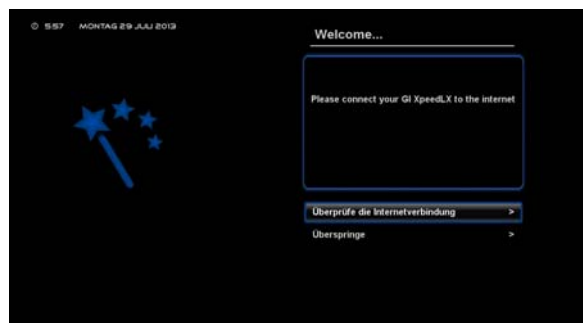 5:57 MONTAG 29 JULI 2013
Welcome...
Please connect your GI XpeedLX to the internet
Überprüfe die Internetverbindung >
Überspringe >